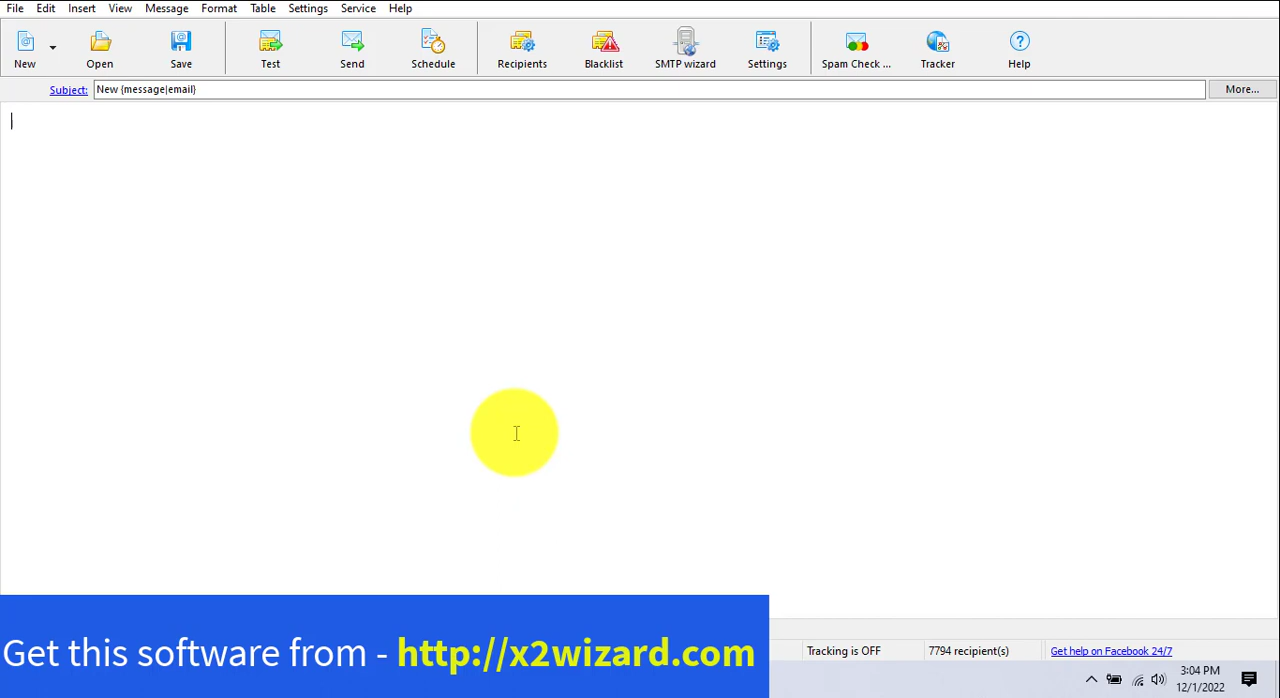 File Edit Insert View Message Format Table Settings Service Help
New Open Save Test Send Schedule Recipients Blacklist SMTP wizard Settings Spam Check ... Tracker Help
Subject: New {message|email} More...
Get this software from - http://x2wizard.com
Tracking is OFF 7794 recipient(s) Get help on Facebook 24/7
3:04 PM
12/1/2022